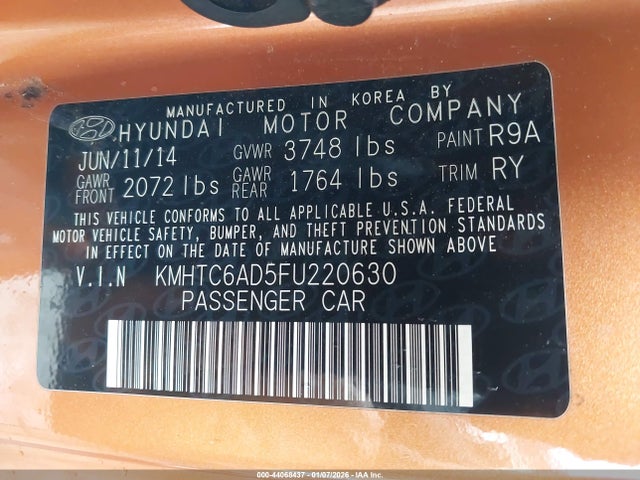 MANUFACTURED IN KOREA BY
HYUNDAI MOTOR COMPANY
JUN/11/14 GVWR 3748 lbs PAINT R9A
GAWR FRONT 2072 lbs GAWR REAR 1764 lbs TRIM RY
THIS VEHICLE CONFORMS TO ALL APPLICABLE U.S.A. FEDERAL
MOTOR VEHICLE SAFETY, BUMPER, AND THEFT PREVENTION STANDARDS
IN EFFECT ON THE DATE OF MANUFACTURE SHOWN ABOVE
V.I.N KMHTC6AD5FU220630
PASSENGER CAR
000-44068437 - 01/07/2026 - 44383